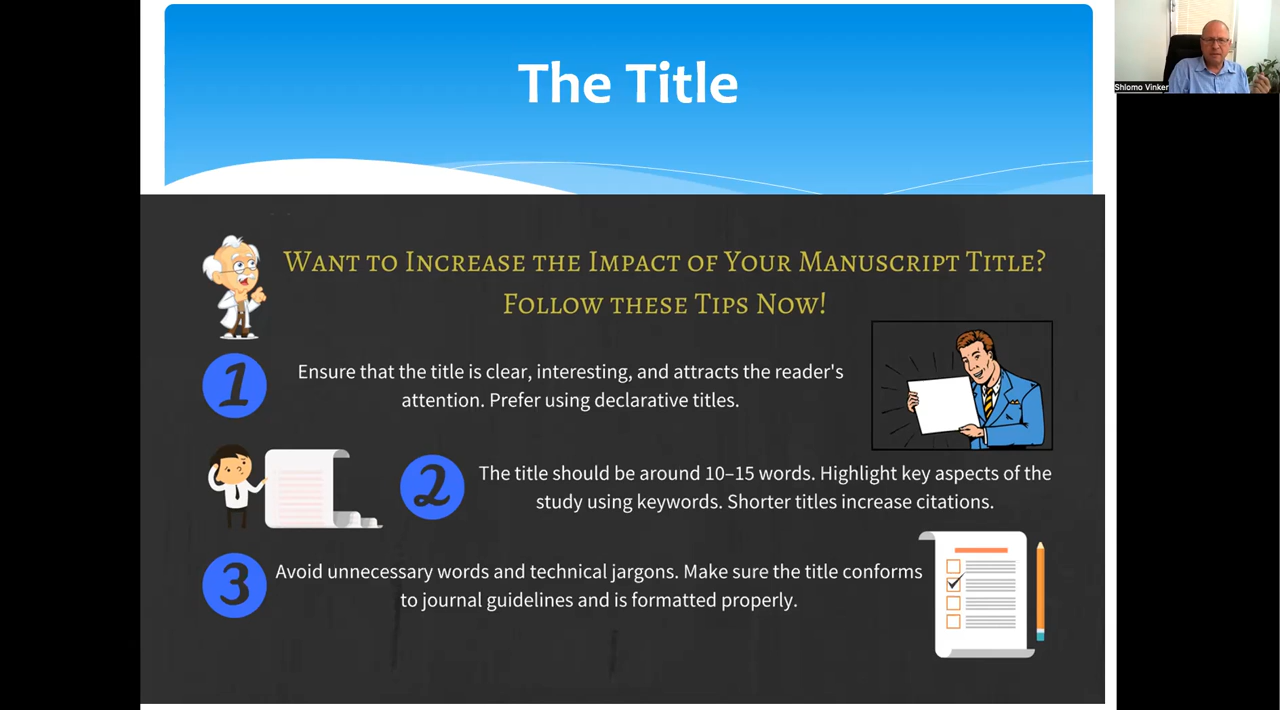 The Title
Shlomo Vinker
Want to Increase the Impact of Your Manuscript Title?
Follow these Tips Now!
1
Ensure that the title is clear, interesting, and attracts the reader's
attention. Prefer using declarative titles.
2
The title should be around 10–15 words. Highlight key aspects of the
study using keywords. Shorter titles increase citations.
3
Avoid unnecessary words and technical jargons. Make sure the title conforms
to journal guidelines and is formatted properly.